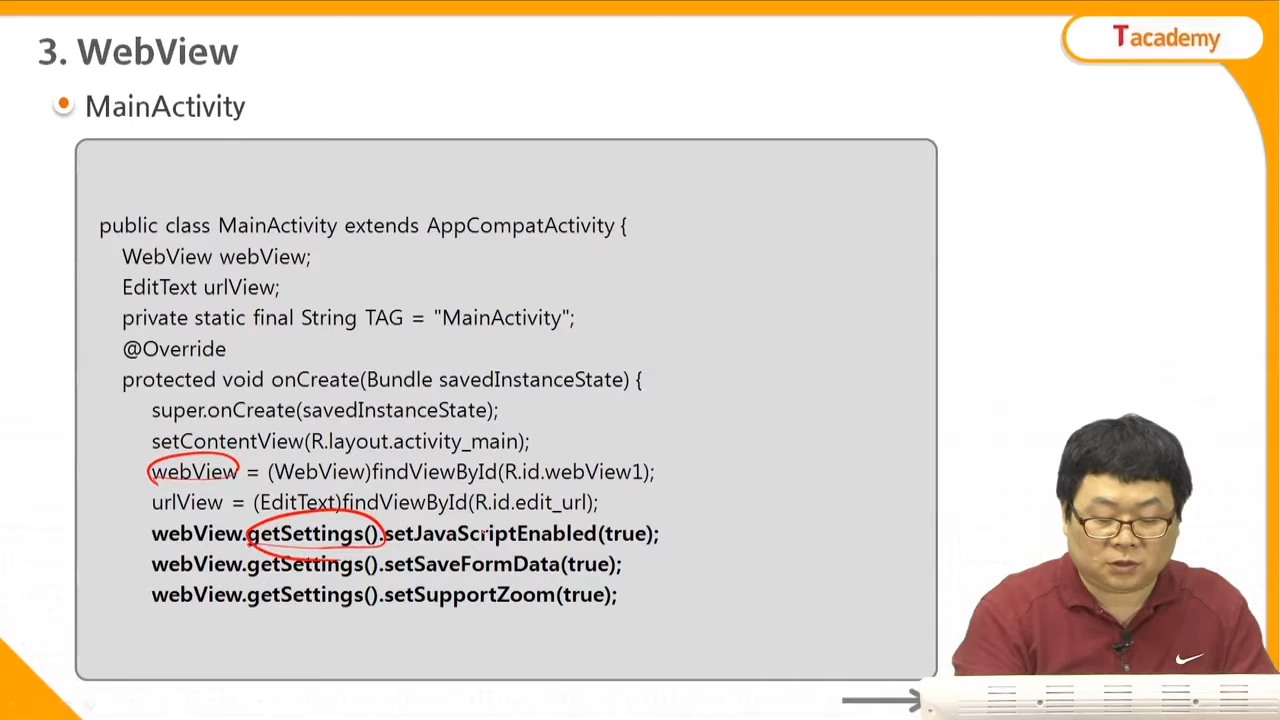 3. WebView
Tacademy
MainActivity
public class MainActivity extends AppCompatActivity {
WebView webView;
EditText urlView;
private static final String TAG = "MainActivity";
@Override
protected void onCreate(Bundle savedInstanceState) {
super.onCreate(savedInstanceState);
setContentView(R.layout.activity_main);
webView = (WebView)findViewById(R.id.webView1);
urlView = (EditText)findViewById(R.id.edit_url);
webView.getSettings().setJavaScriptEnabled(true);
webView.getSettings().setSaveFormData(true);
webView.getSettings().setSupportZoom(true);